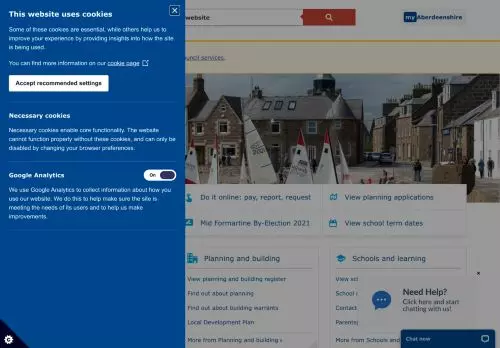 This website uses cookies
Some of these cookies are essential, while others help us to
improve your experience by providing insights into how the site
is being used.
You can find more information on our cookie page
Accept recommended settings
Necessary cookies
Necessary cookies enable core functionality. The website
cannot function properly without these cookies, and can only be
disabled by changing your browser preferences.
Google Analytics
On
We use Google Analytics to collect information about how you
use our website. We do this to help make sure the site is
meeting the needs of its users and to help us make
improvements.
website
myAberdeenshire
council services.
Do it online: pay, report, request
View planning applications
Mid Formartine By-Election 2021
View school term dates
Planning and building
View planning and building register
Find out about planning
Find out about building warrants
Local Development Plan
More from Planning and building
Schools and learning
View
School
Contact
Parent
More from Schools and
Need Help?
Click here and start
chatting with us!
Chat now